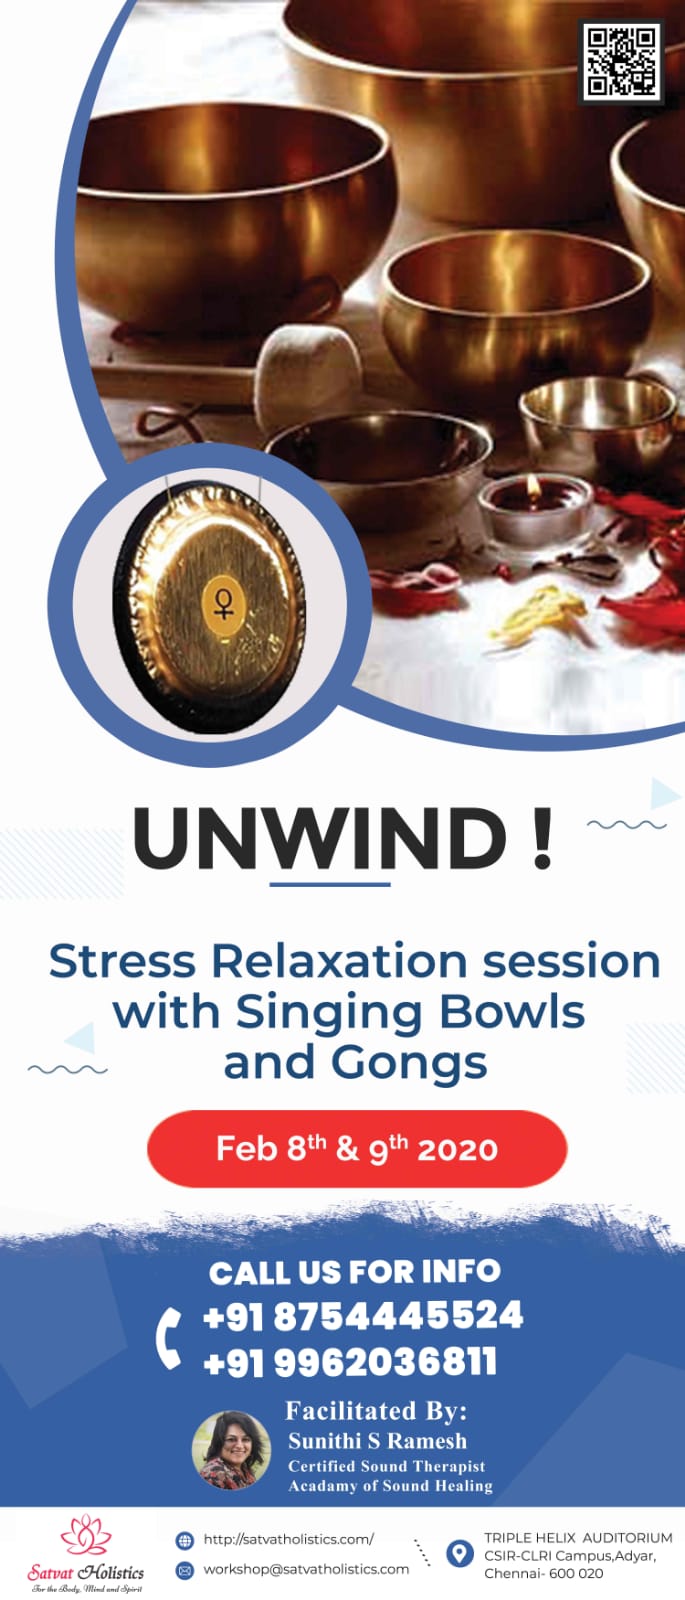 UNWIND !
Stress Relaxation session
with Singing Bowls
and Gongs
Feb 8th & 9th 2020
CALL US FOR INFO
+91 8754445524
+91 9962036811
Facilitated By:
Sunithi S Ramesh
Certified Sound Therapist
Acadamy of Sound Healing
Satvat Holistics
For the Body, Mind and Spirit
http://satvatholistics.com/
workshop@satvatholistics.com
TRIPLE HELIX AUDITORIUM
CSIR-CLRI Campus,Adyar,
Chennai- 600 020